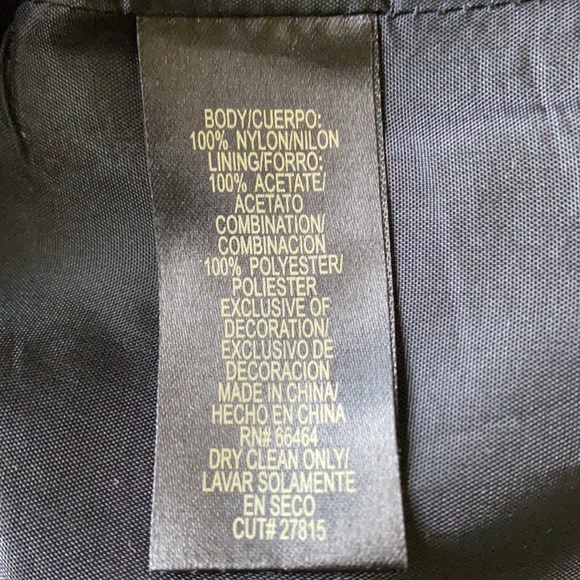 BODY/CUERPO:
100% NYLON/NILON
LINING/FORRO:
100% ACETATE/
ACETATO
COMBINATION/
COMBINACION
100% POLYESTER/
POLIESTER
EXCLUSIVE OF
DECORATION/
EXCLUSIVO DE
DECORACION
MADE IN CHINA/
HECHO EN CHINA
RN# 66464
DRY CLEAN ONLY/
LAVAR SOLAMENTE
EN SECO
CUT# 27815